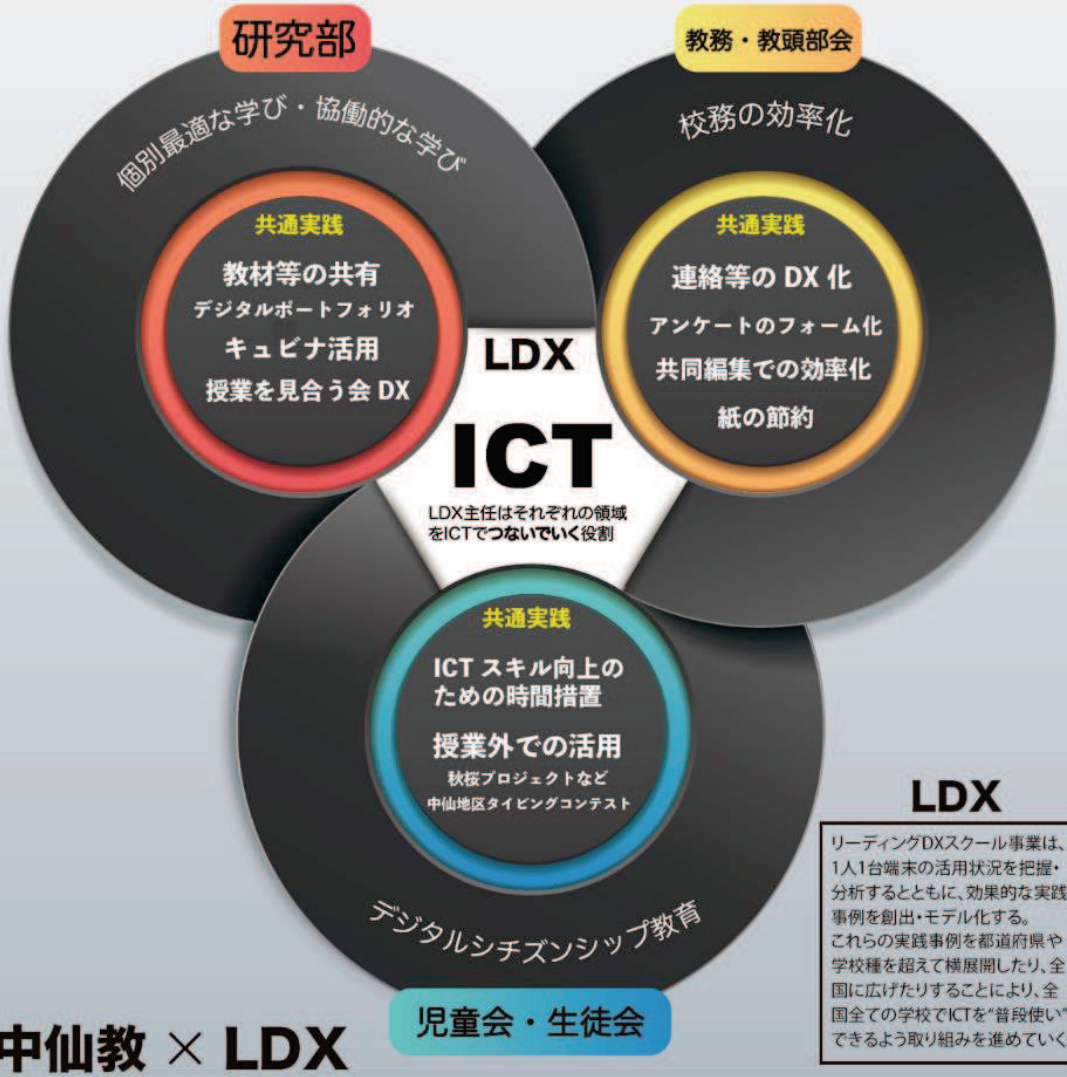 研究部
個別最適な学び・協働的な学び
共通実践
教材等の共有
デジタルポートフォリオ
キュビナ活用
授業を見合う会 DX
教務・教頭部会
校務の効率化
共通実践
連絡等の DX 化
アンケートのフォーム化
共同編集での効率化
紙の節約
LDX
ICT
LDX主任はそれぞれの領域
をICTでつないでいく役割
共通実践
ICT スキル向上の
ための時間措置
授業外での活用
秋桜プロジェクトなど
中仙地区タイピングコンテスト
デジタルシチズンシップ教育
児童会・生徒会
中仙教 × LDX
LDX
リーディングDXスクール事業は、
1人1台端末の活用状況を把握・
分析するとともに、効果的な実践
事例を創出・モデル化する。
これらの実践事例を都道府県や
学校種を超えて横展開したり、全
国に広げたりすることにより、全
国全ての学校でICTを“普段使い”
できるよう取り組みを進めていく